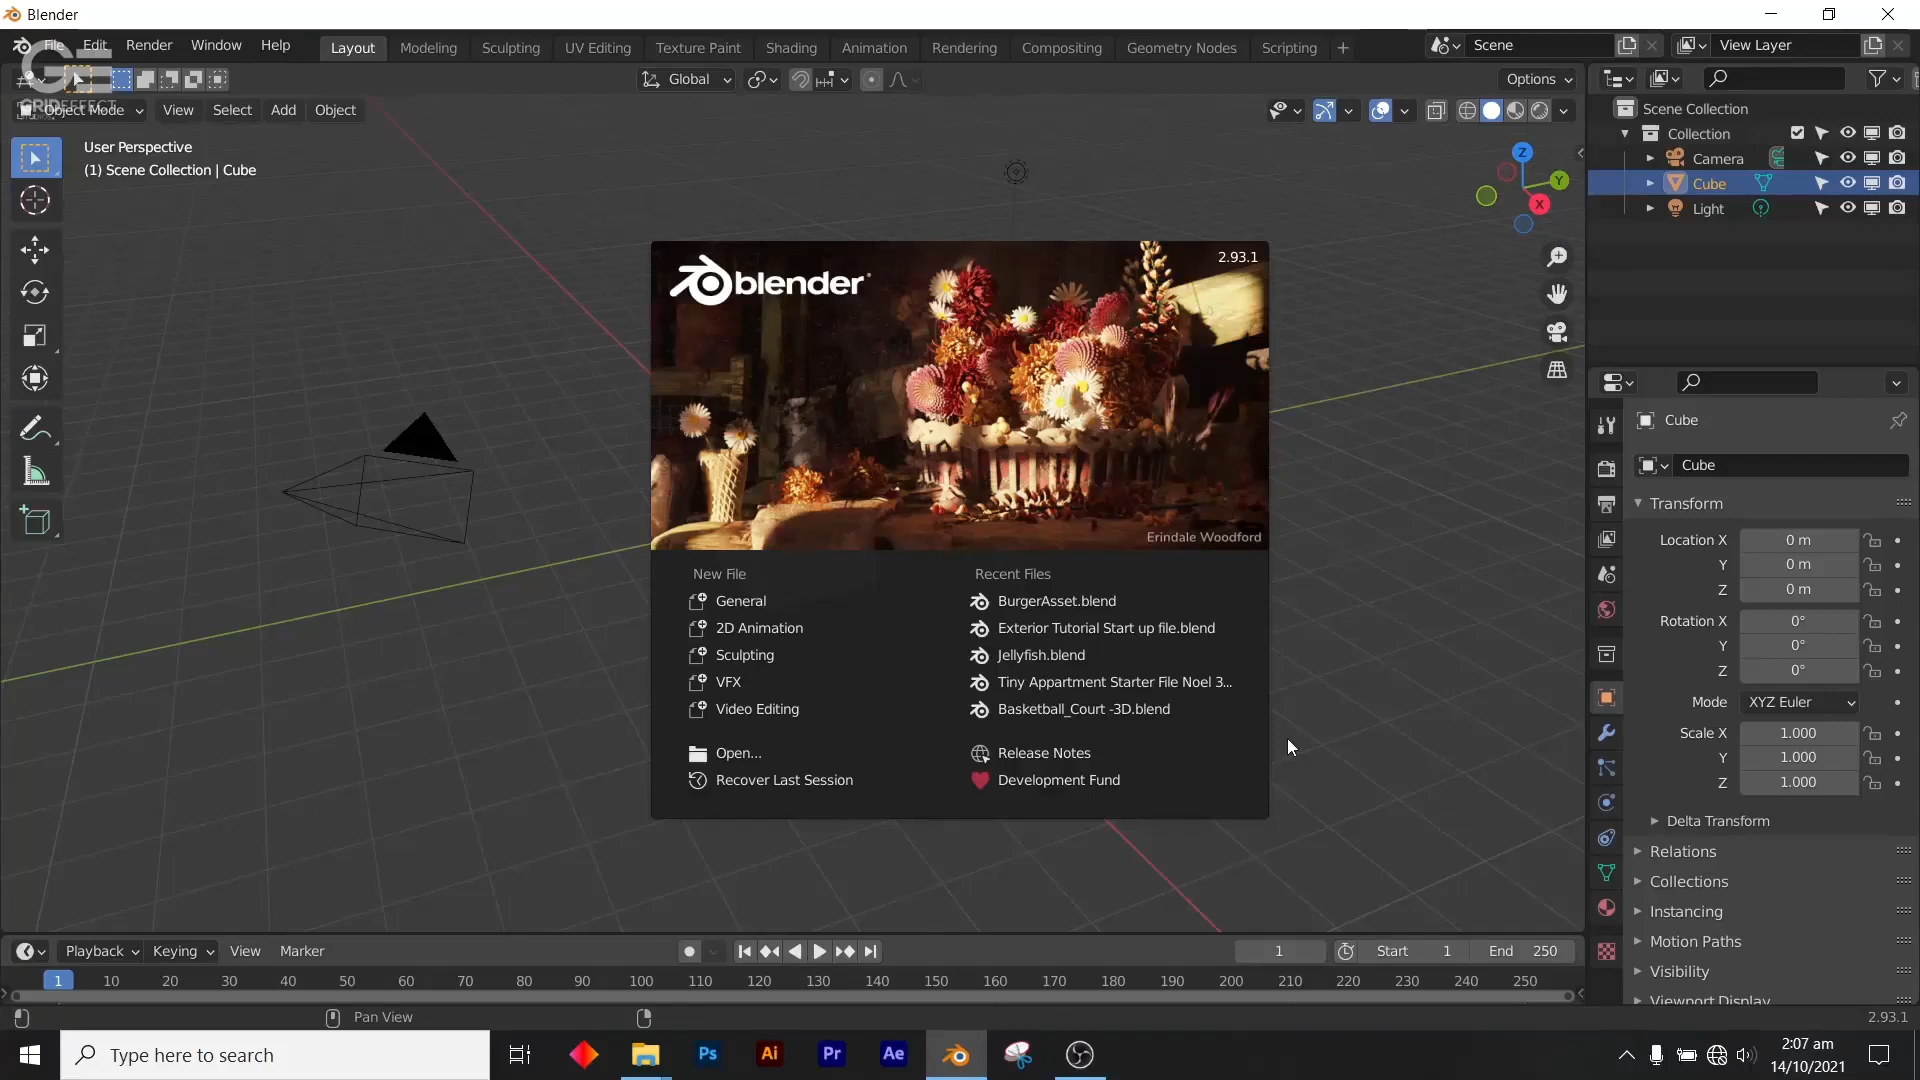 Blender
File Edit Render Window Help Layout Modeling Sculpting UV Editing Texture Paint Shading Animation Rendering Compositing Geometry Nodes Scripting + Scene View Layer
GE
GRIDEFFECT
Global Options
Object Mode View Select Add Object
User Perspective
(1) Scene Collection | Cube
Z
Y
X
Scene Collection
Collection
Camera
Cube
Light
blender
2.93.1
Erindale Woodford
New File
General
2D Animation
Sculpting
VFX
Video Editing
Open...
Recover Last Session
Recent Files
BurgerAsset.blend
Exterior Tutorial Start up file.blend
Jellyfish.blend
Tiny Appartment Starter File Noel 3...
Basketball_Court -3D.blend
Release Notes
Development Fund
Cube
Cube
Transform
Location X 0 m
Y 0 m
Z 0 m
Rotation X 0°
Y 0°
Z 0°
Mode XYZ Euler
Scale X 1.000
Y 1.000
Z 1.000
Delta Transform
Relations
Collections
Instancing
Motion Paths
Visibility
Viewport Display
Playback Keying View Marker 1 Start 1 End 250
1 10 20 30 40 50 60 70 80 90 100 110 120 130 140 150 160 170 180 190 200 210 220 230 240 250
Pan View 2.93.1
Type here to search Ps Ai Pr Ae
2:07 am
14/10/2021